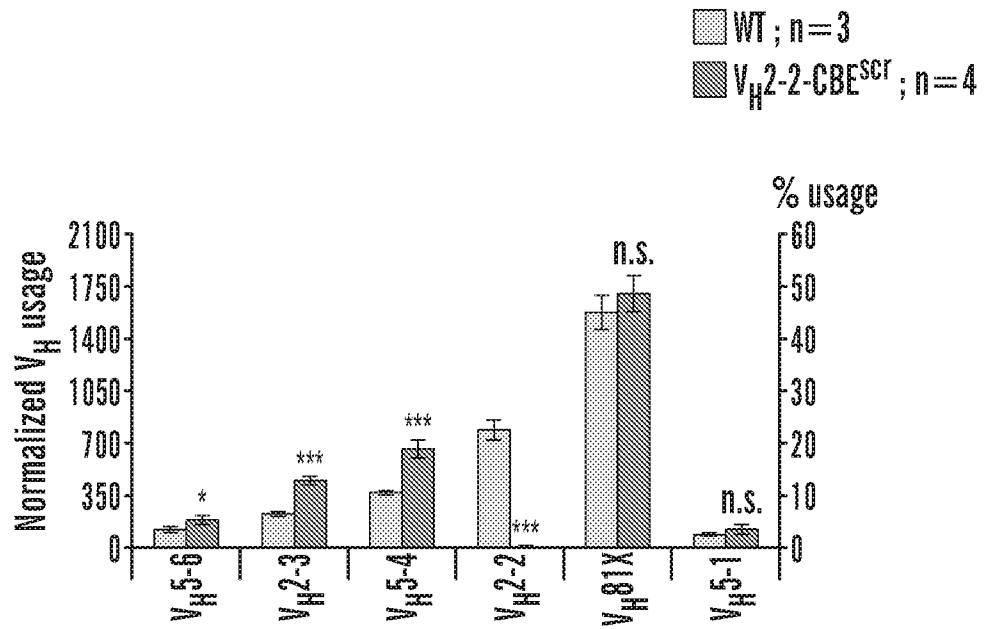 WT ; n=3
VH2-2-CBEscr ; n=4
% usage
Normalized VH usage
2100
1750
1400
1050
700
350
0
60
50
40
30
20
10
0
*
***
***
***
n.s.
n.s.
VH5-6
VH2-3
VH5-4
VH2-2
VH81X
VH5-1